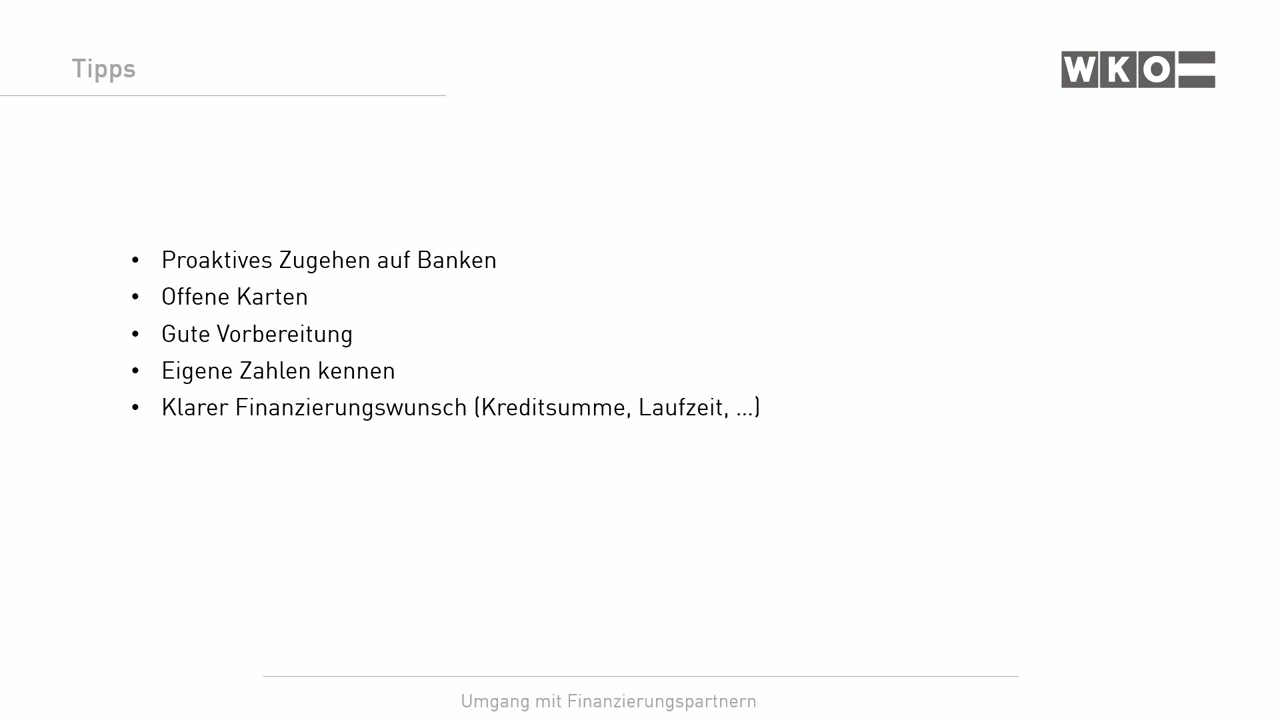 Tipps
WKO
• Proaktives Zugehen auf Banken
• Offene Karten
• Gute Vorbereitung
• Eigene Zahlen kennen
• Klarer Finanzierungswunsch (Kreditsumme, Laufzeit, ...)
Umgang mit Finanzierungspartnern